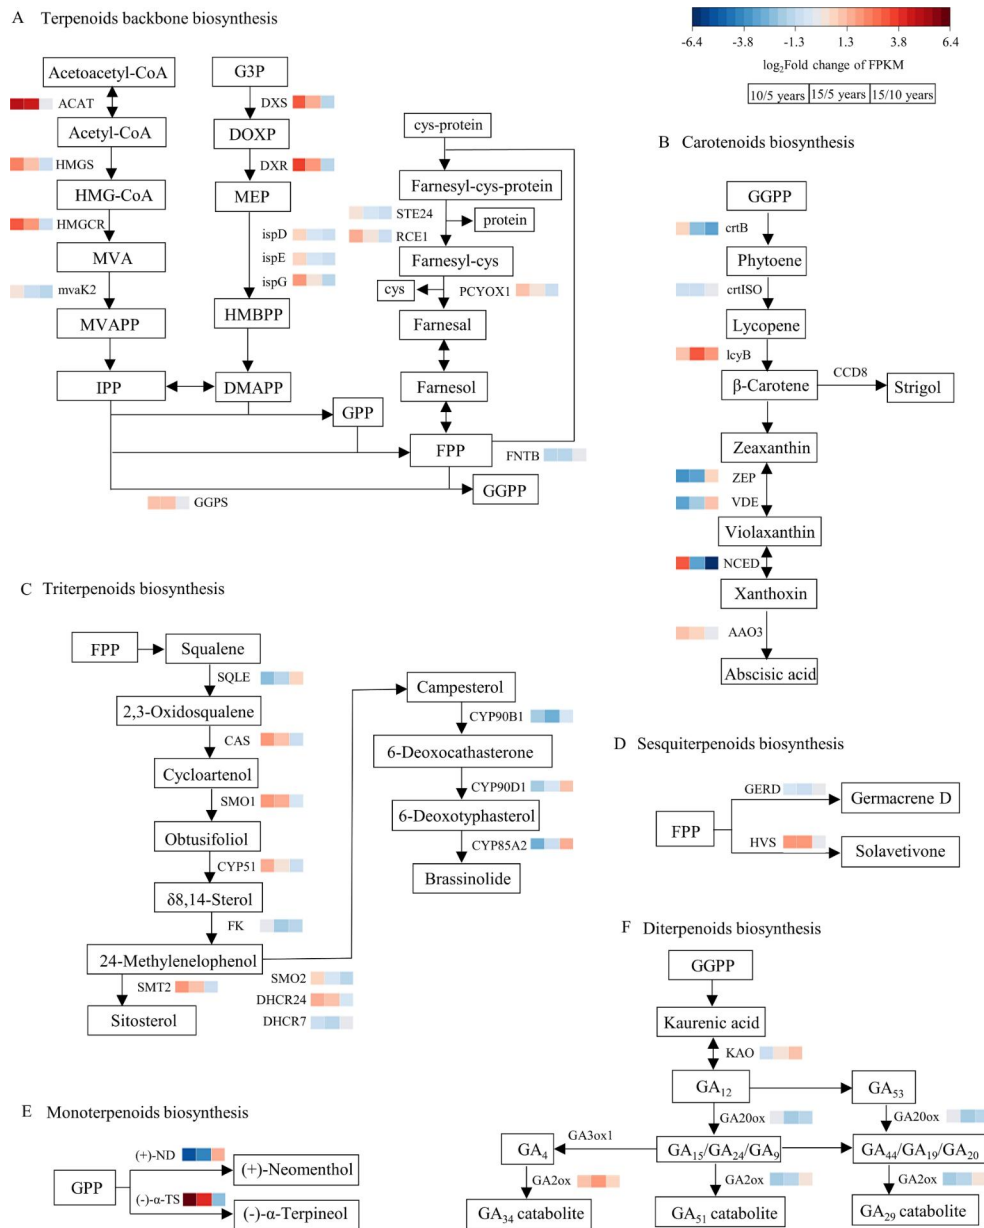 A Terpenoids backbone biosynthesis
-6.4 -3.8 -1.3 1.3 3.8 6.4
log2Fold change of FPKM
10/5 years 15/5 years 15/10 years
Acetoacetyl-CoA
ACAT
Acetyl-CoA
HMGS
HMG-CoA
HMGCR
MVA
mvaK2
MVAPP
IPP
G3P
DXS
DOXP
DXR
MEP
ispD
ispE
ispG
HMBPP
DMAPP
GPP
cys-protein
Farnesyl-cys-protein
STE24
RCE1
protein
Farnesyl-cys
cys
PCYOX1
Farnesal
Farnesol
FPP
FNTB
GGPP
GGPS
B Carotenoids biosynthesis
GGPP
crtB
Phytoene
crtISO
Lycopene
lcyB
β-Carotene
CCD8
Strigol
Zeaxanthin
ZEP
VDE
Violaxanthin
NCED
Xanthoxin
AAO3
Abscisic acid
C Triterpenoids biosynthesis
FPP
Squalene
SQLE
2,3-Oxidosqualene
CAS
Cycloartenol
SMO1
Obtusifoliol
CYP51
δ8,14-Sterol
FK
24-Methylenelophenol
SMT2
Sitosterol
SMO2
DHCR24
DHCR7
Campesterol
CYP90B1
6-Deoxocathasterone
CYP90D1
6-Deoxotyphasterol
CYP85A2
Brassinolide
D Sesquiterpenoids biosynthesis
FPP
GERD
Germacrene D
HVS
Solavetivone
E Monoterpenoids biosynthesis
GPP
(+)-ND
(+)-Neomenthol
(-)-α-TS
(-)-α-Terpineol
F Diterpenoids biosynthesis
GGPP
Kaurenic acid
KAO
GA12
GA53
GA20ox
GA20ox
GA4
GA3ox1
GA15/GA24/GA9
GA44/GA19/GA20
GA2ox
GA2ox
GA2ox
GA34 catabolite
GA51 catabolite
GA29 catabolite